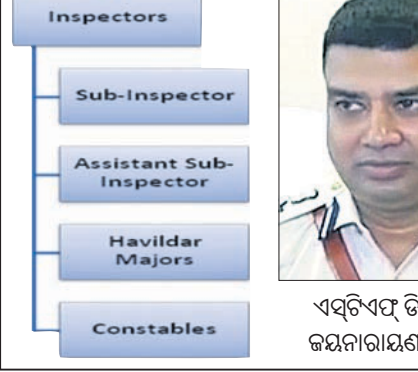 Inspectors
Sub-Inspector
Assistant Sub-
Inspector
Havildar
Majors
Constables
ଏସ୍‌ଟିଏଫ୍
ଜୟନାରାୟଣ